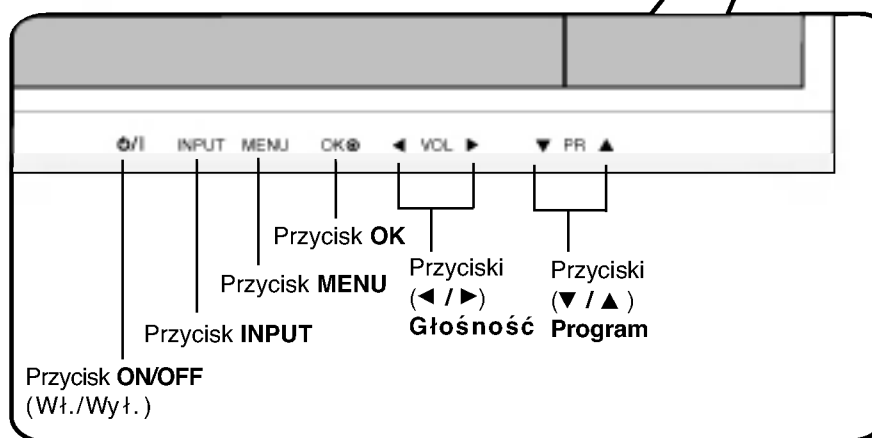 ⏻/I INPUT MENU OK⦿ ◀ VOL ▶ ▼ PR ▲
Przycisk OK
Przycisk MENU
Przycisk INPUT
Przycisk ON/OFF
(Wł./Wył.)
Przyciski
(◀ / ▶)
Głośność
Przyciski
(▼ / ▲ )
Program